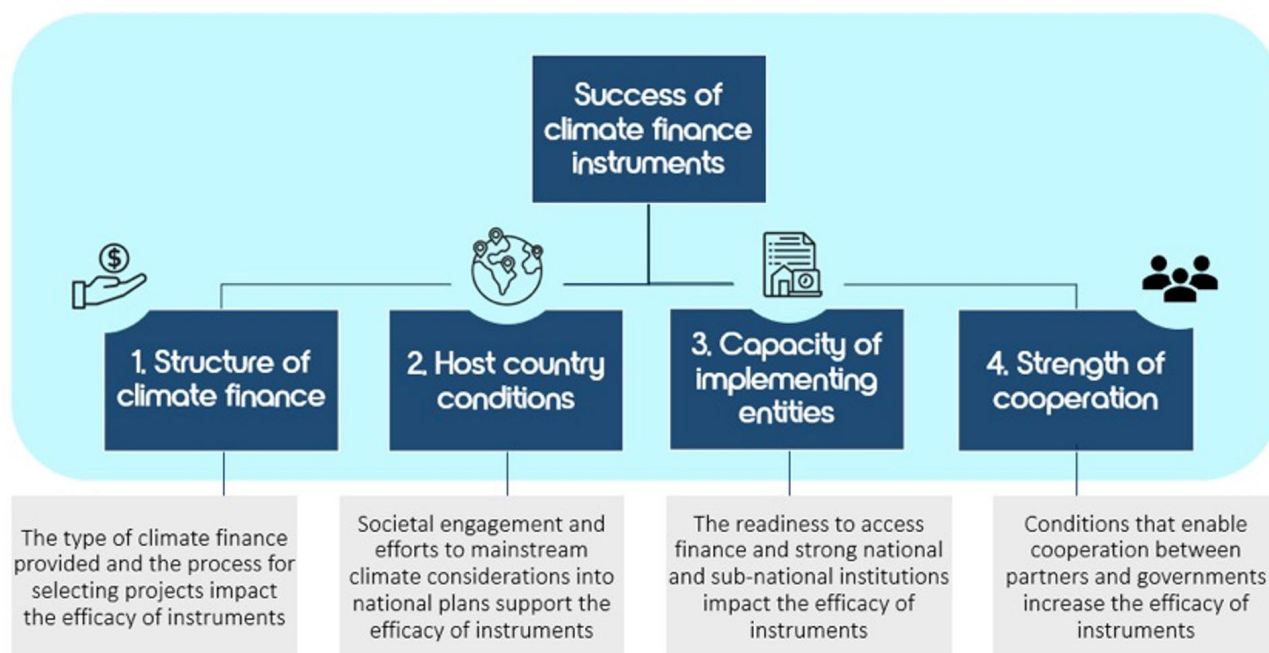 Success of
climate finance
instruments
$
1. Structure of
climate finance
2. Host country
conditions
3. Capacity of
implementing
entities
4. Strength of
cooperation
The type of climate finance
provided and the process for
selecting projects impact
the efficacy of instruments
Societal engagement and
efforts to mainstream
climate considerations into
national plans support the
efficacy of instruments
The readiness to access
finance and strong national
and sub-national institutions
impact the efficacy of
instruments
Conditions that enable
cooperation between
partners and governments
increase the efficacy of
instruments